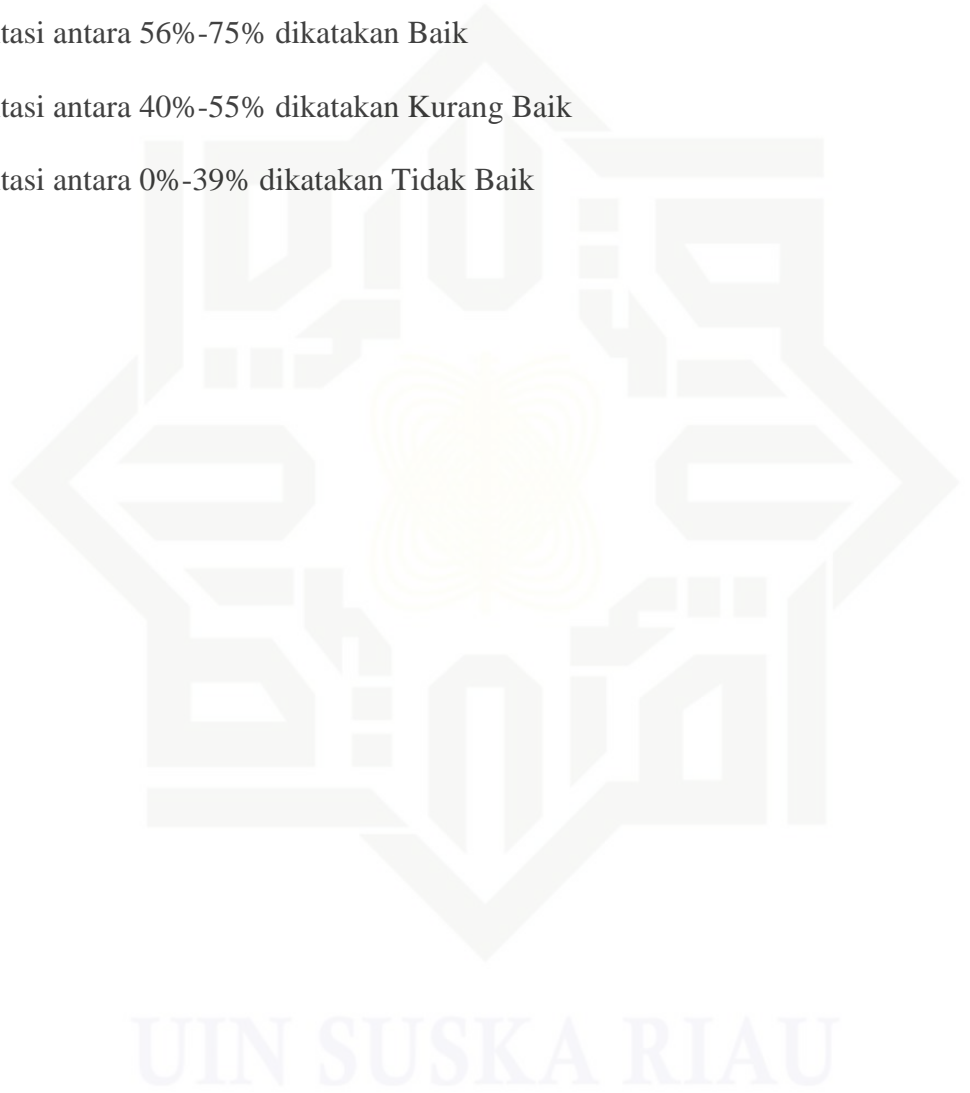 tasi antara 56%-75% dikatakan Baik
tasi antara 40%-55% dikatakan Kurang Baik
tasi antara 0%-39% dikatakan Tidak Baik
UIN SUSKA RIAU